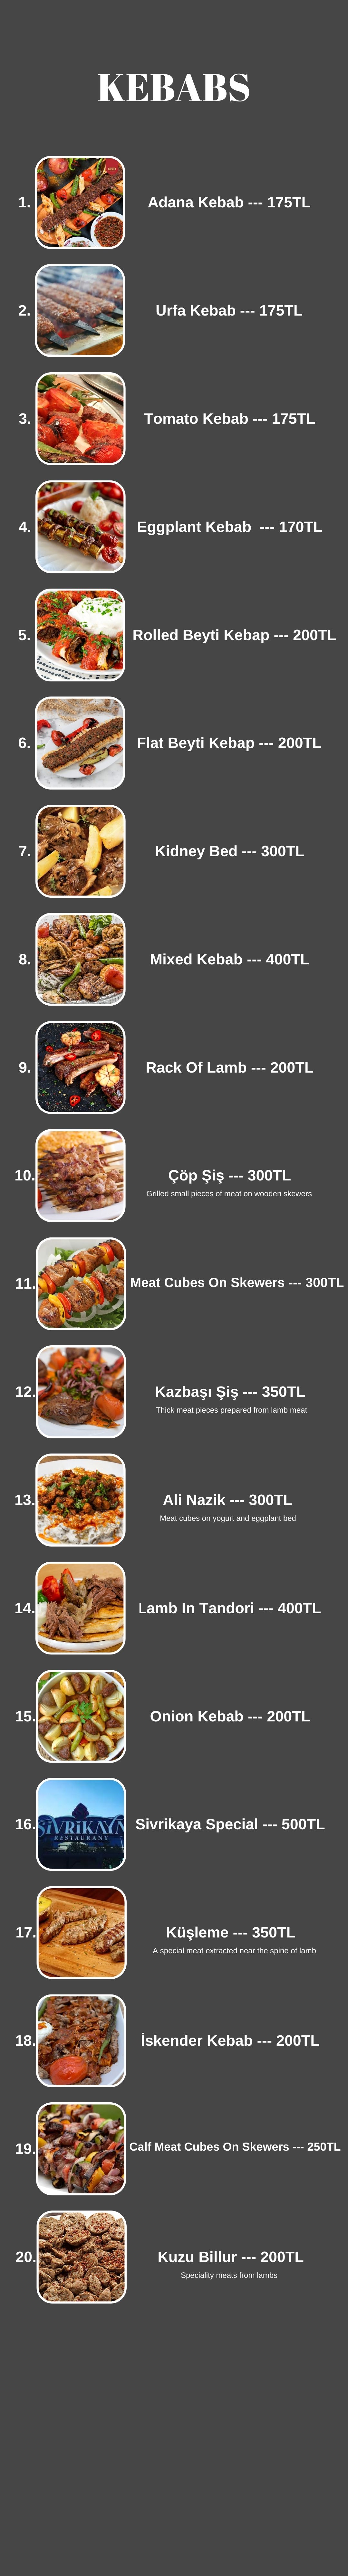 KEBABS
1. Adana Kebab --- 175TL
2. Urfa Kebab --- 175TL
3. Tomato Kebab --- 175TL
4. Eggplant Kebab  --- 170TL
5. Rolled Beyti Kebap --- 200TL
6. Flat Beyti Kebap --- 200TL
7. Kidney Bed --- 300TL
8. Mixed Kebab --- 400TL
9. Rack Of Lamb --- 200TL
10. Çöp Şiş --- 300TL
Grilled small pieces of meat on wooden skewers
11. Meat Cubes On Skewers --- 300TL
12. Kazbaşı Şiş --- 350TL
Thick meat pieces prepared from lamb meat
13. Ali Nazik --- 300TL
Meat cubes on yogurt and eggplant bed
14. Lamb In Tandori --- 400TL
15. Onion Kebab --- 200TL
16. Sivrikaya Special --- 500TL
SiVRiKAYA
RESTAURANT
17. Küşleme --- 350TL
A special meat extracted near the spine of lamb
18. İskender Kebab --- 200TL
19. Calf Meat Cubes On Skewers --- 250TL
20. Kuzu Billur --- 200TL
Speciality meats from lambs